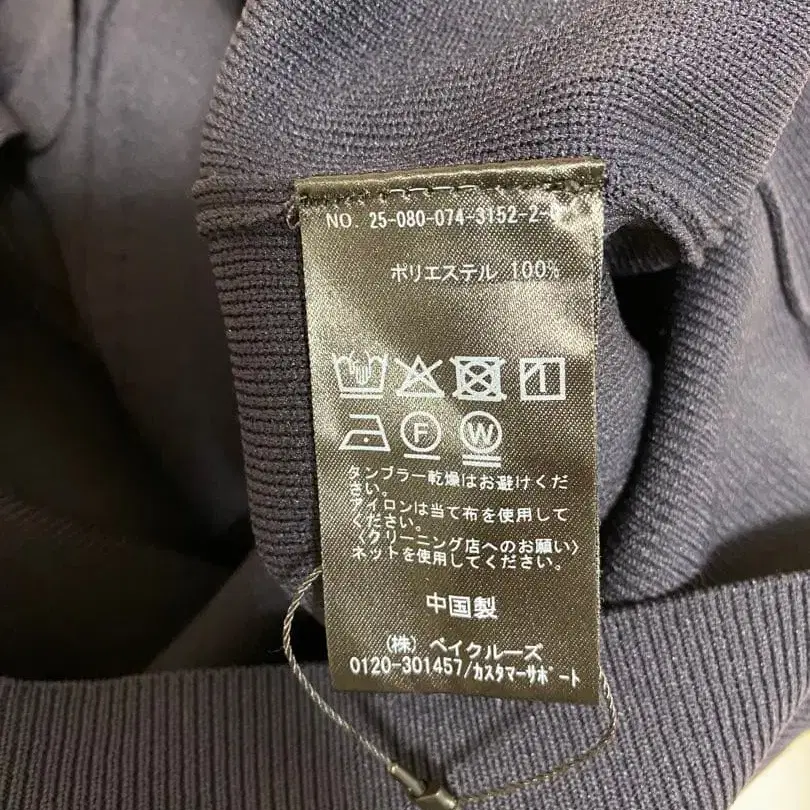 NO. 25-080-074-3152-2-
ポリエステル 100%
F W
タンブラー乾燥はお避けくだ
さい。
アイロンは当て布を使用して
ください。
〈クリーニング店へのお願い〉
ネットを使用してください。
中国製
(株) ベイクルーズ
0120-301457/カスタマーサポート